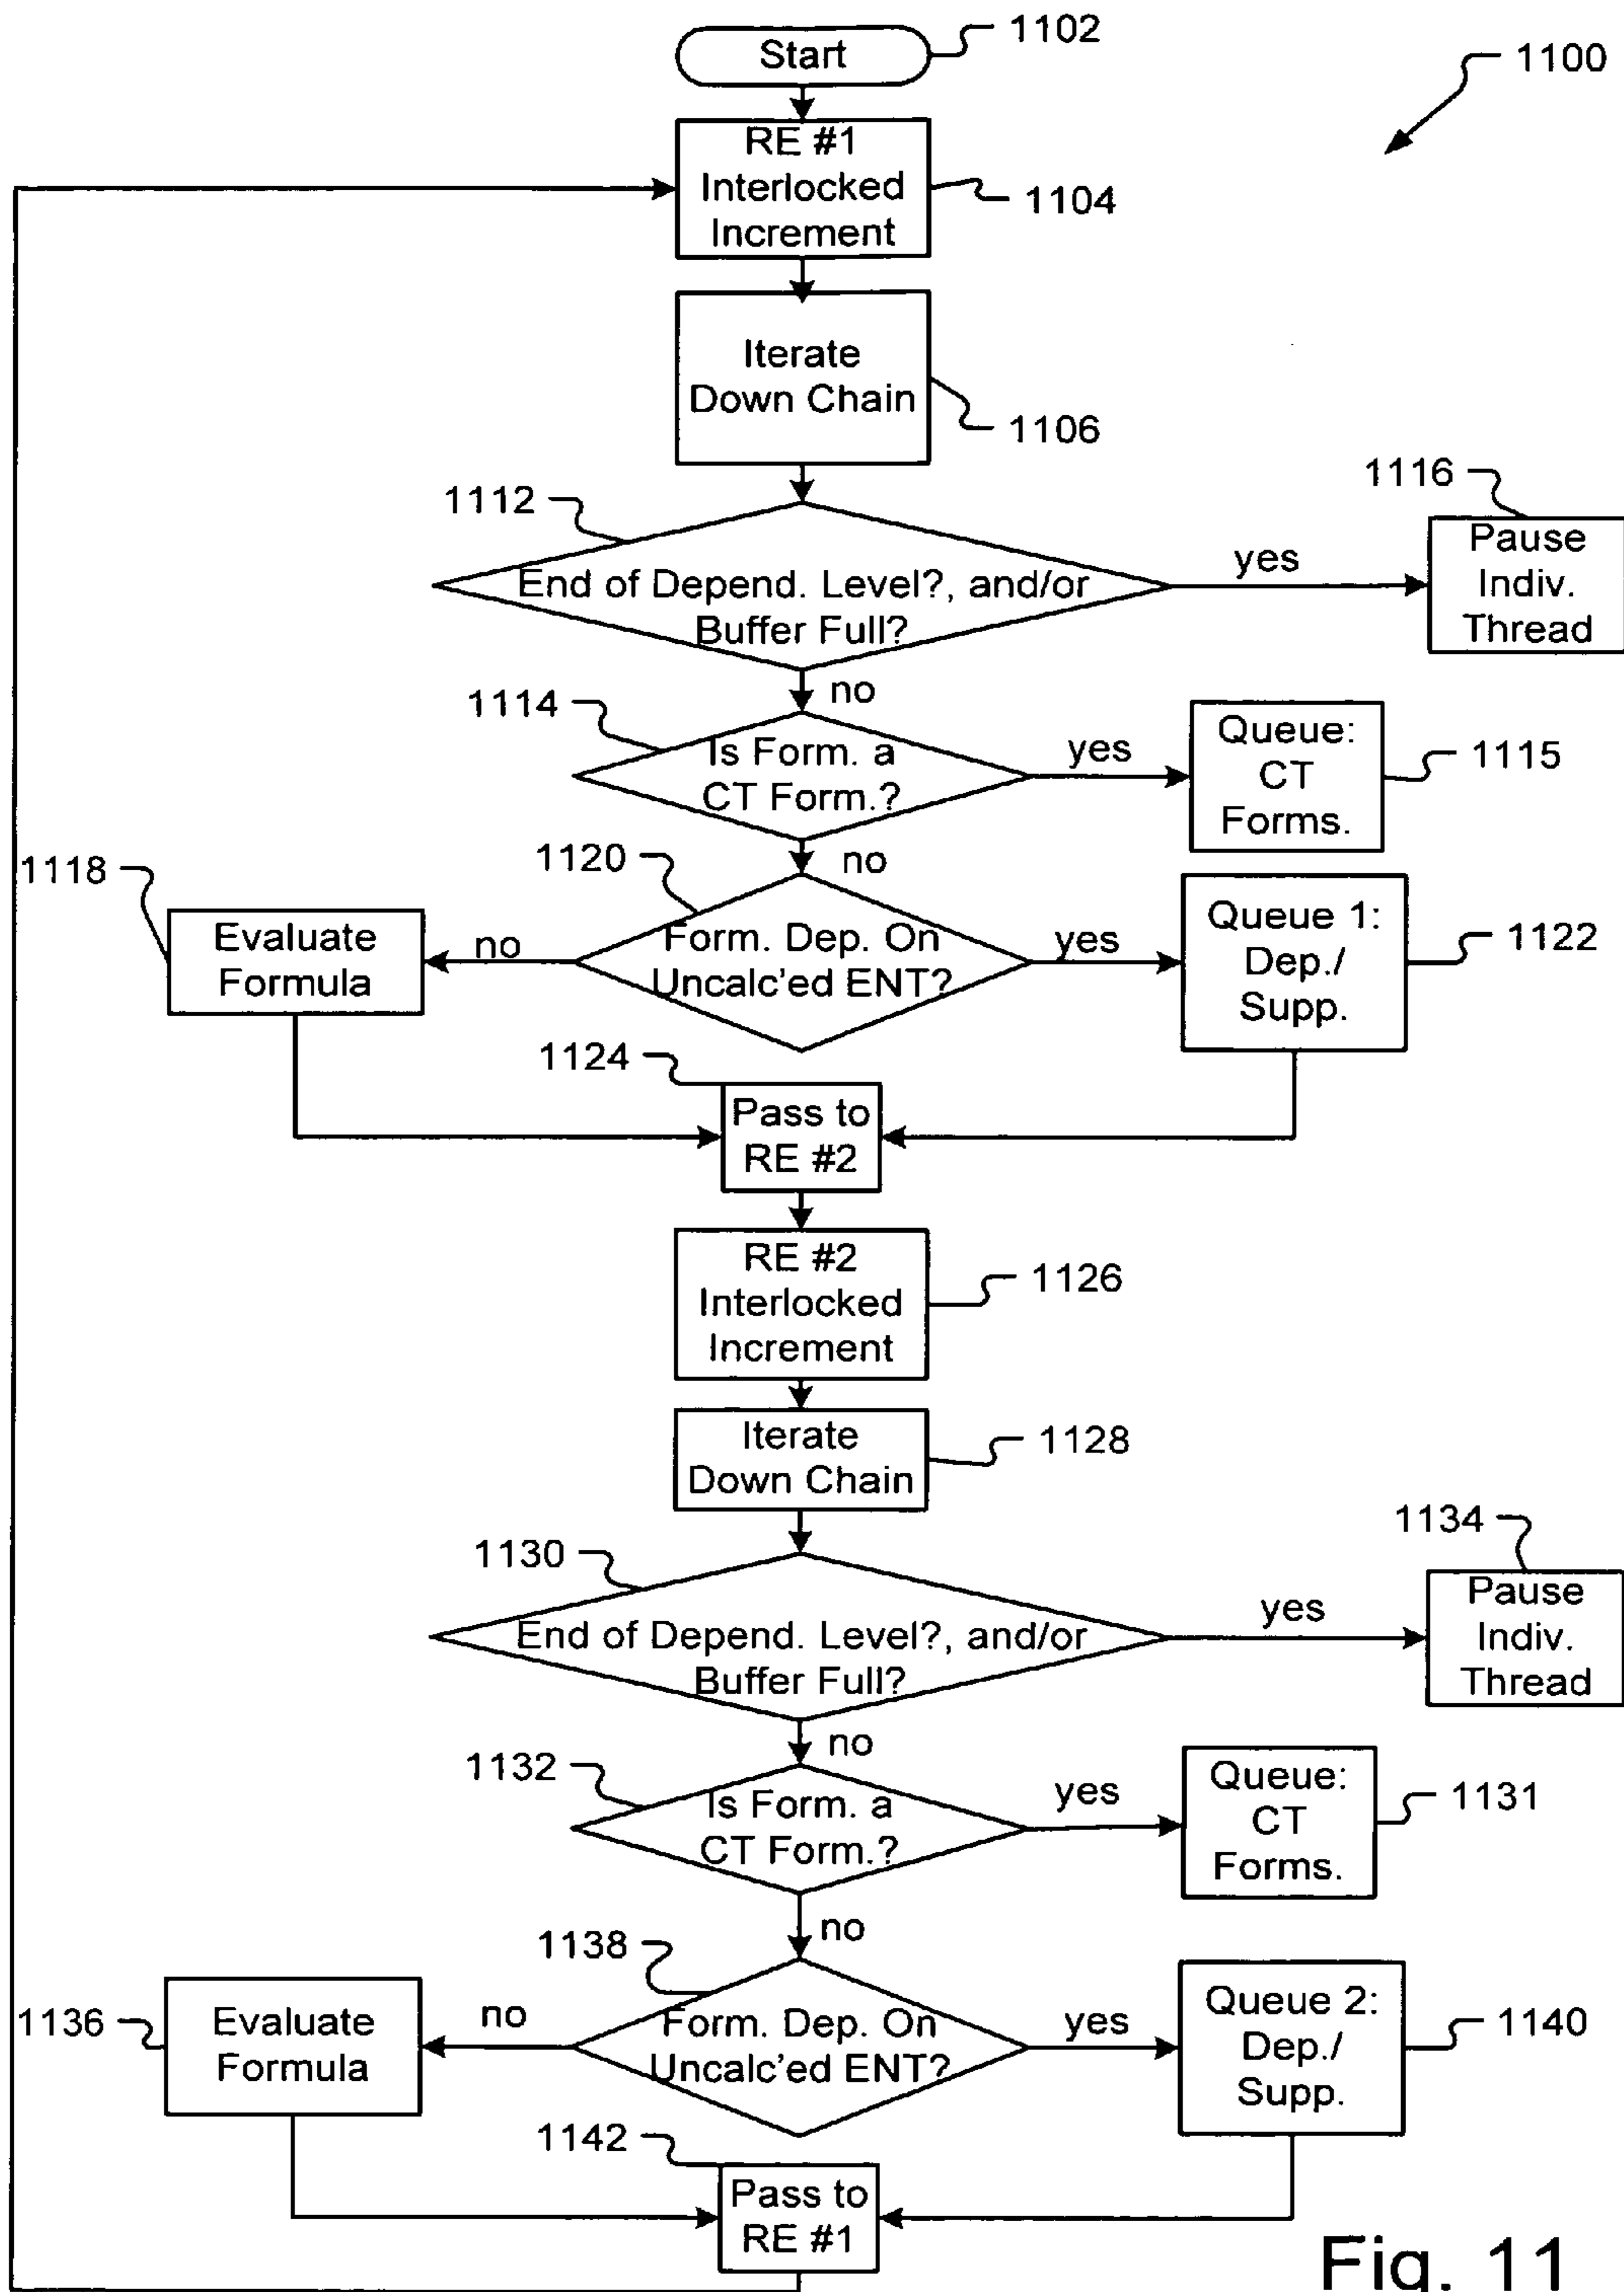 Start
1102
1100
RE #1
Interlocked
Increment
1104
Iterate
Down Chain
1106
1112
End of Depend. Level?, and/or
Buffer Full?
yes
1116
Pause
Indiv.
Thread
no
1114
Is Form. a
CT Form.?
yes
Queue:
CT
Forms.
1115
no
1120
Form. Dep. On
Uncalc'ed ENT?
no
1118
Evaluate
Formula
yes
Queue 1:
Dep./
Supp.
1122
1124
Pass to
RE #2
RE #2
Interlocked
Increment
1126
Iterate
Down Chain
1128
1130
End of Depend. Level?, and/or
Buffer Full?
yes
1134
Pause
Indiv.
Thread
no
1132
Is Form. a
CT Form.?
yes
Queue:
CT
Forms.
1131
no
1138
Form. Dep. On
Uncalc'ed ENT?
no
1136
Evaluate
Formula
yes
Queue 2:
Dep./
Supp.
1140
1142
Pass to
RE #1
Fig. 11